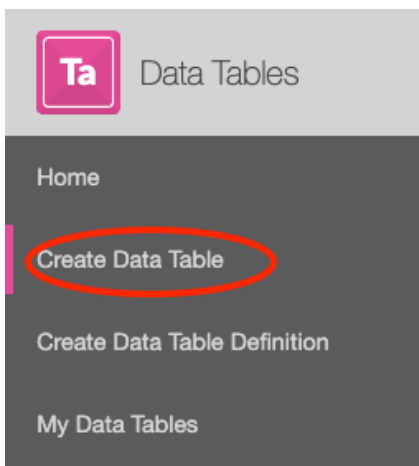 Ta Data Tables
Home
Create Data Table
Create Data Table Definition
My Data Tables